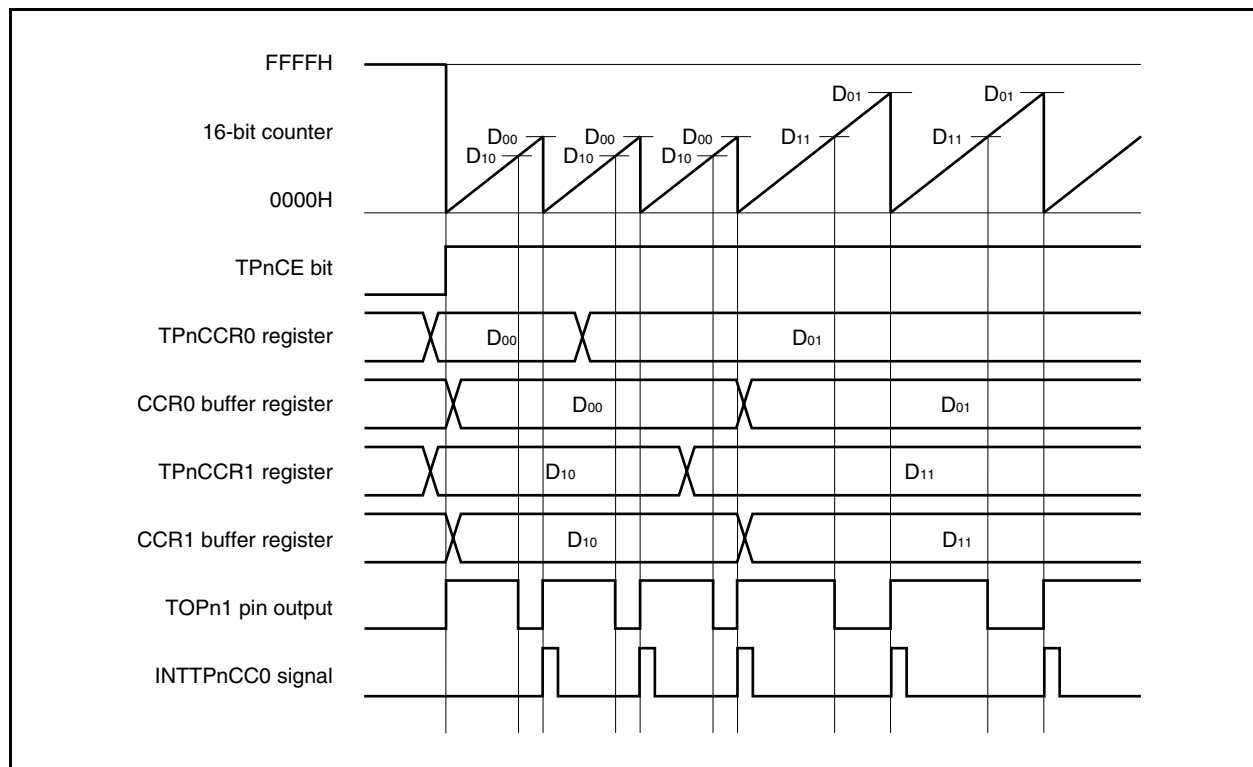 FFFFH
D01 D01
16-bit counter D00 D00 D00 D11 D11
D10 D10 D10
0000H
TPnCE bit
TPnCCR0 register D00 D01
CCR0 buffer register D00 D01
TPnCCR1 register D10 D11
CCR1 buffer register D10 D11
TOPn1 pin output
INTTPnCC0 signal